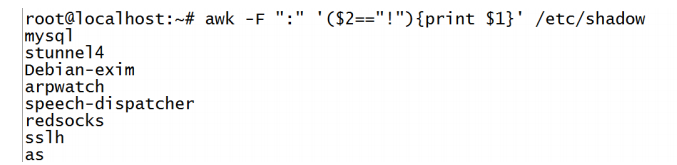 root@localhost:~# awk -F ":" '($2=="!"){print $1}' /etc/shadow
mysql
stunnel4
Debian-exim
arpwatch
speech-dispatcher
redsocks
sslh
as